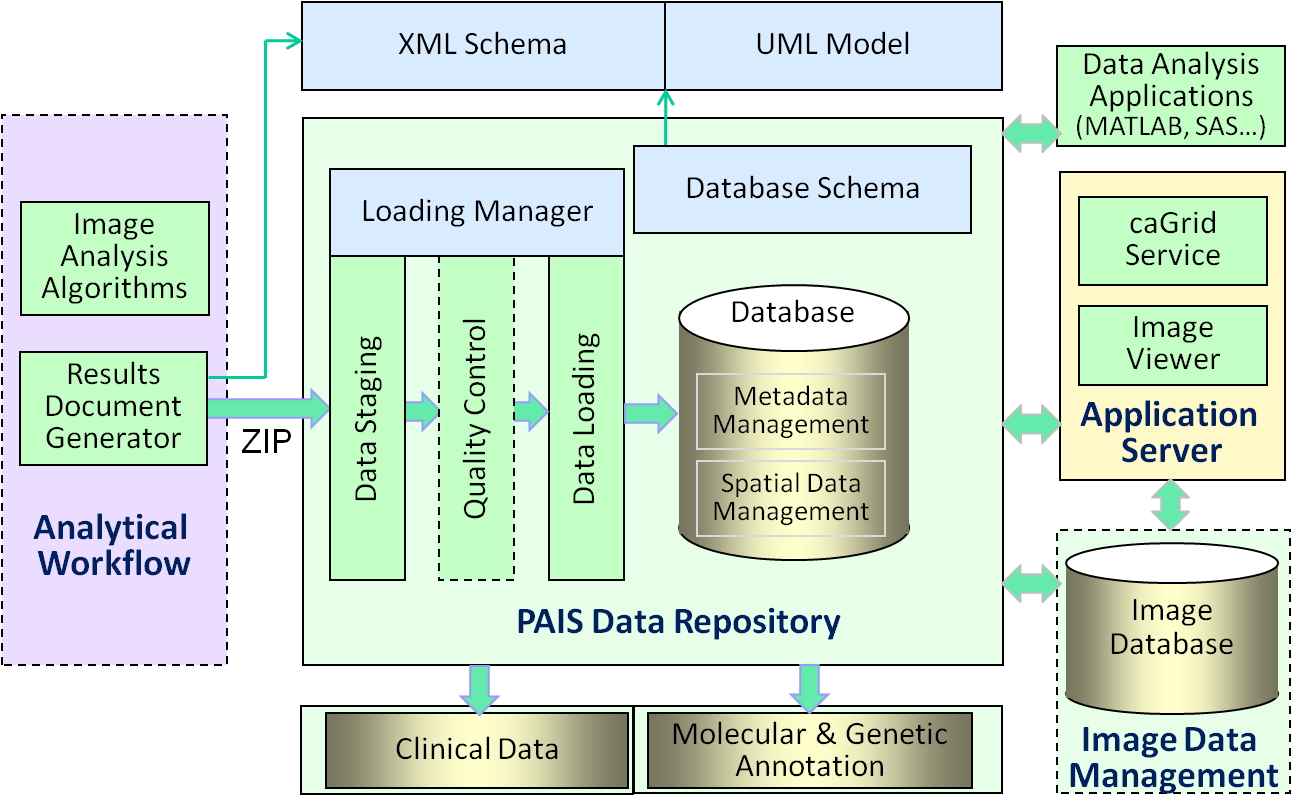 XML Schema
UML Model
Data Analysis
Applications
(MATLAB, SAS...)
Image
Analysis
Algorithms
Results
Document
Generator
ZIP
Analytical
Workflow
Loading Manager
Database Schema
Data Staging
Quality Control
Data Loading
Database
Metadata
Management
Spatial Data
Management
PAIS Data Repository
caGrid
Service
Image
Viewer
Application
Server
Image
Database
Image Data
Management
Clinical Data
Molecular & Genetic
Annotation